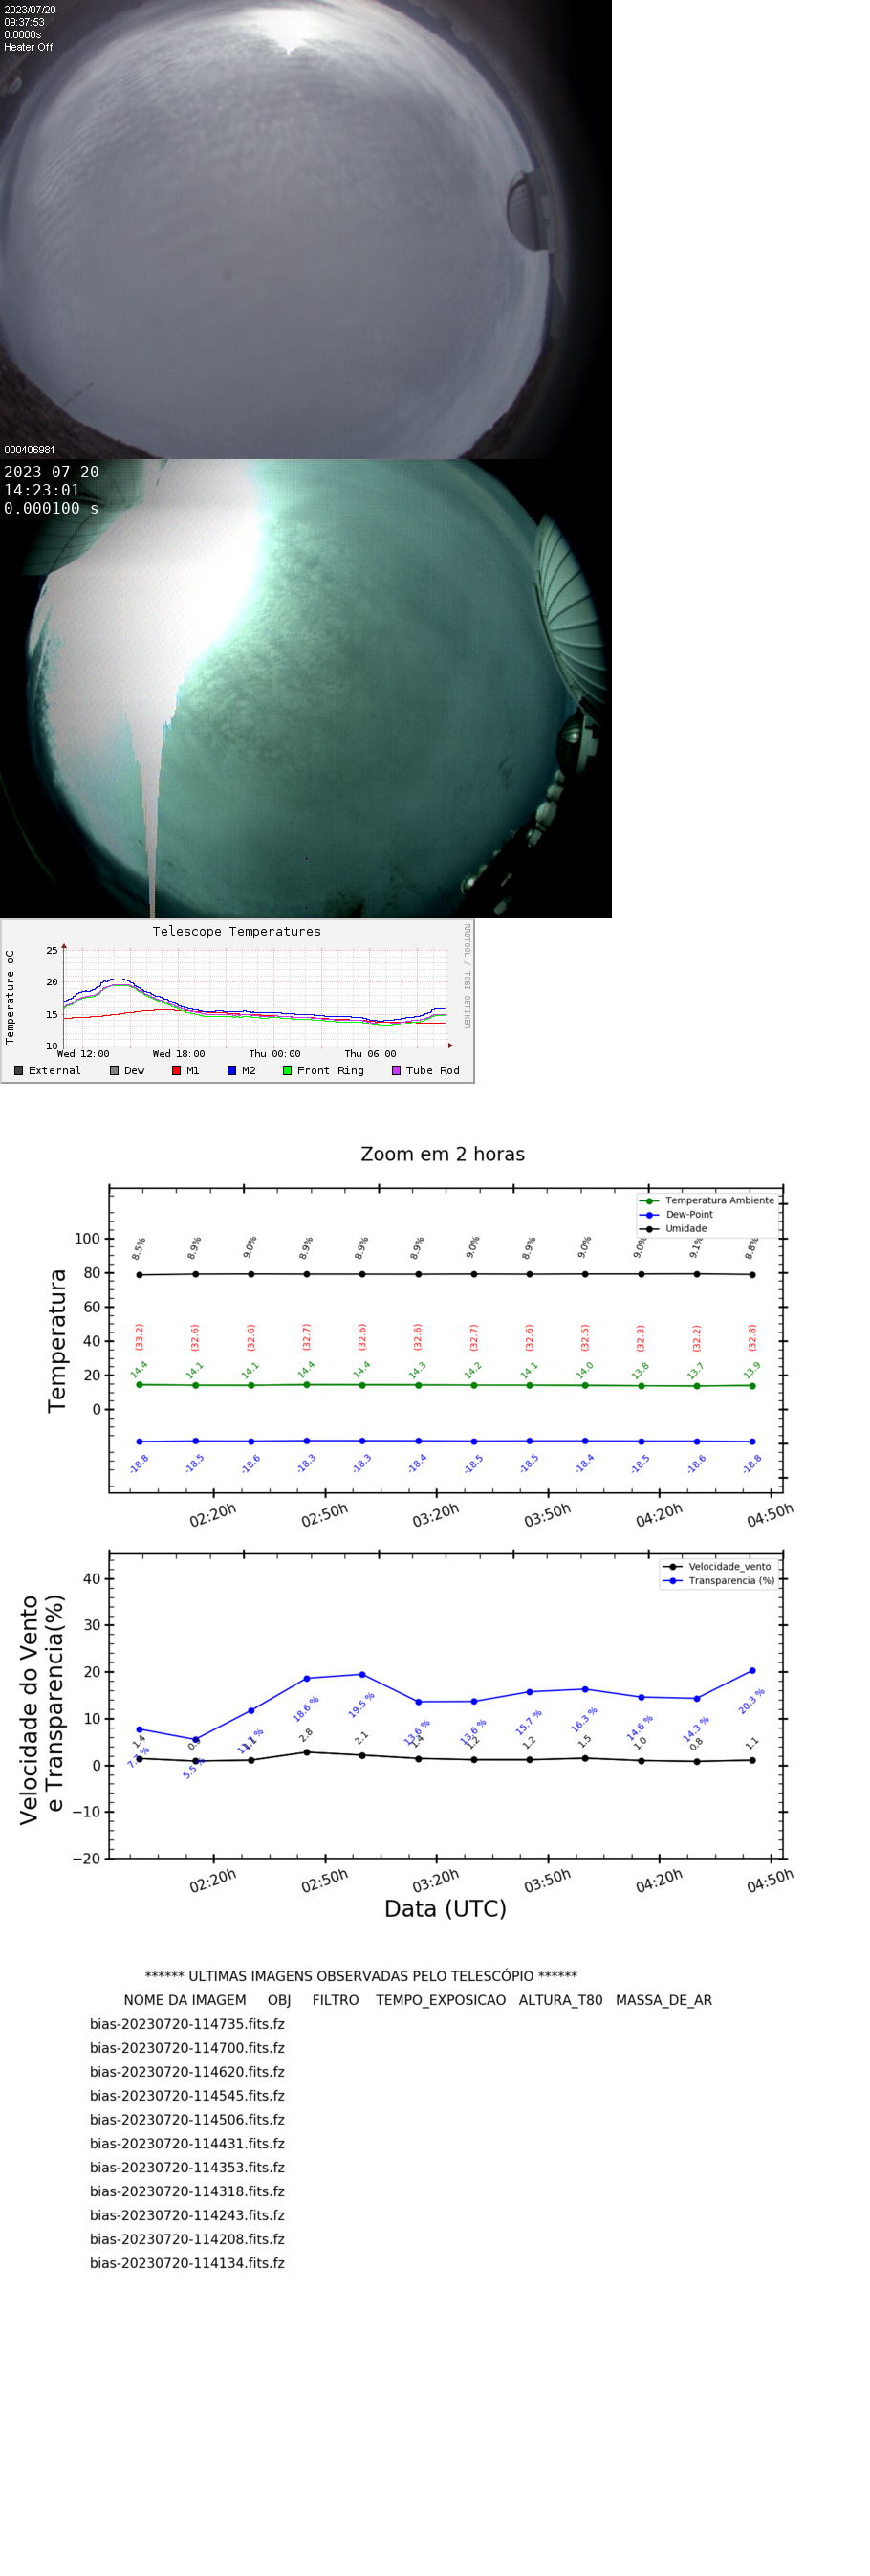 2023/07/20
09:37:53
0.0000s
Heater Off
000406981
2023-07-20
14:23:01
0.000100 s
Telescope Temperatures
RRDTOOL / TOBI OETIKER
Temperature oC
25
20
15
10
Wed 12:00 Wed 18:00 Thu 00:00 Thu 06:00
External Dew M1 M2 Front Ring Tube Rod
Zoom em 2 horas
Temperatura Ambiente
Dew-Point
Umidade
Temperatura
100
80
60
40
20
0
8.5% 8.9% 9.0% 8.9% 8.9% 8.9% 9.0% 8.9% 9.0% 9.0% 9.1% 8.8%
(33.2) (32.6) (32.6) (32.7) (32.6) (32.6) (32.7) (32.6) (32.5) (32.3) (32.2) (32.8)
14.4 14.1 14.1 14.4 14.4 14.3 14.2 14.1 14.0 13.8 13.7 13.9
-18.8 -18.5 -18.6 -18.3 -18.3 -18.4 -18.5 -18.5 -18.4 -18.5 -18.6 -18.8
02:20h 02:50h 03:20h 03:50h 04:20h 04:50h
Velocidade_vento
Transparencia (%)
Velocidade do Vento
e Transparencia(%)
40
30
20
10
0
−10
−20
18.6 % 19.5 % 13.6 % 13.6 % 15.7 % 16.3 % 14.6 % 14.3 % 20.3 %
5.5 %
1.4 2.8 2.1 1.4 1.2 1.2 1.5 1.0 0.8 1.1
02:20h 02:50h 03:20h 03:50h 04:20h 04:50h
Data (UTC)
****** ULTIMAS IMAGENS OBSERVADAS PELO TELESCÓPIO ******
NOME DA IMAGEM OBJ FILTRO TEMPO_EXPOSICAO ALTURA_T80 MASSA_DE_AR
bias-20230720-114735.fits.fz
bias-20230720-114700.fits.fz
bias-20230720-114620.fits.fz
bias-20230720-114545.fits.fz
bias-20230720-114506.fits.fz
bias-20230720-114431.fits.fz
bias-20230720-114353.fits.fz
bias-20230720-114318.fits.fz
bias-20230720-114243.fits.fz
bias-20230720-114208.fits.fz
bias-20230720-114134.fits.fz